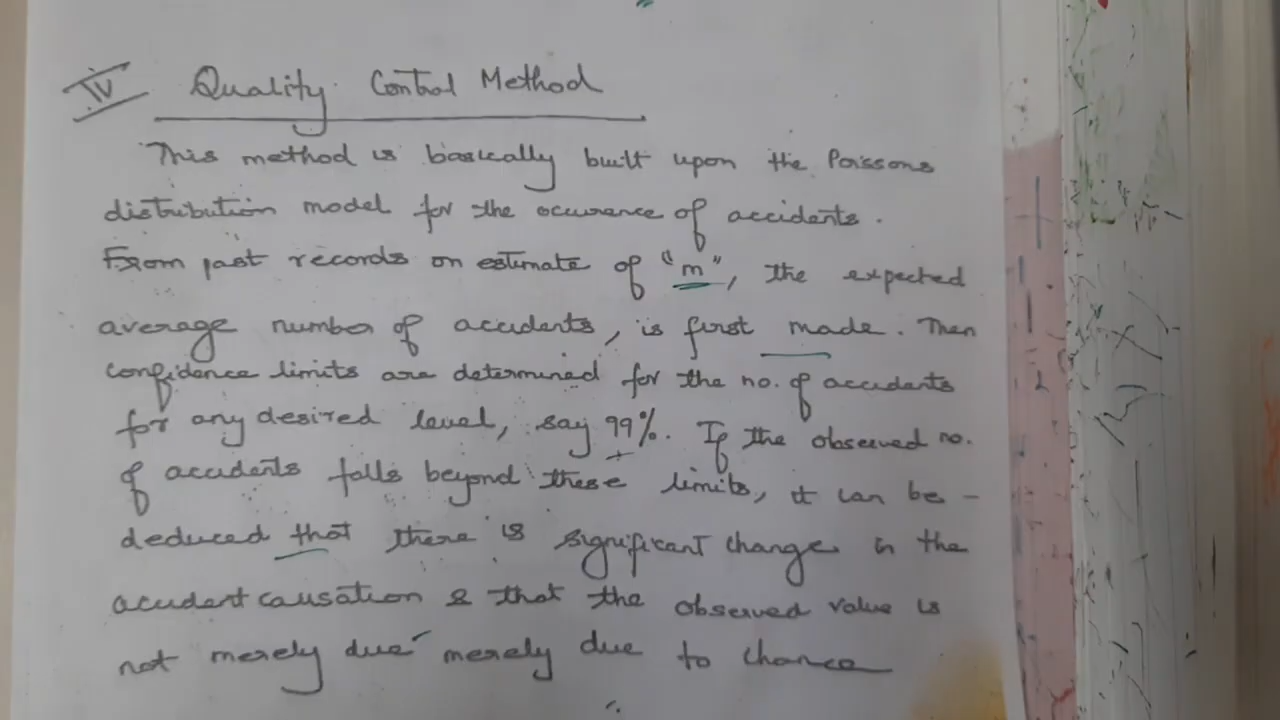 IV Quality Control Method
This method is basically built upon the Poissons
distribution model for the occurence of accidents.
From past records on estimate of "m", the expected
average number of accidents, is first made. Then
confidence limits are determined for the no. of accidents
for any desired level, say 99%. If the observed no.
of accidents falls beyond these limits, it can be -
deduced that there is significant change in the
accident causation & that the observed value is
not merely due merely due to chance